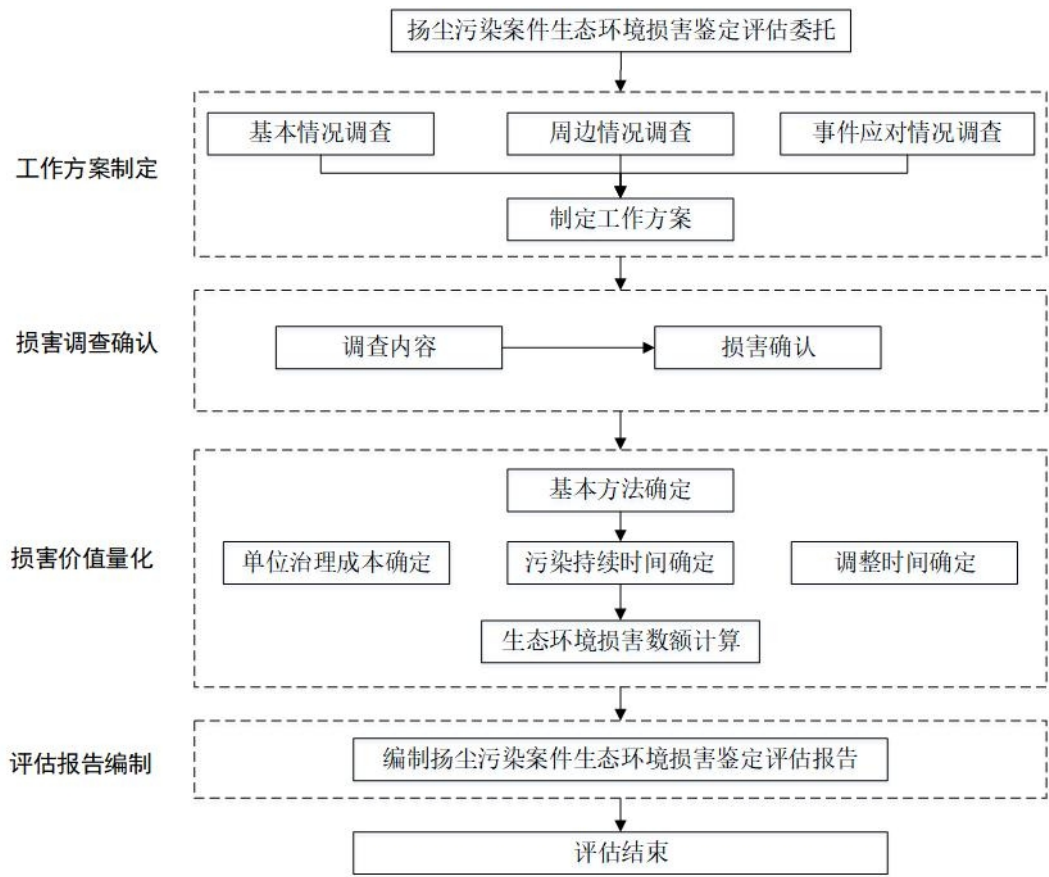 扬尘污染案件生态环境损害鉴定评估委托
工作方案制定
基本情况调查
周边情况调查
事件应对情况调查
制定工作方案
损害调查确认
调查内容
损害确认
损害价值量化
基本方法确定
单位治理成本确定
污染持续时间确定
调整时间确定
生态环境损害数额计算
评估报告编制
编制扬尘污染案件生态环境损害鉴定评估报告
评估结束